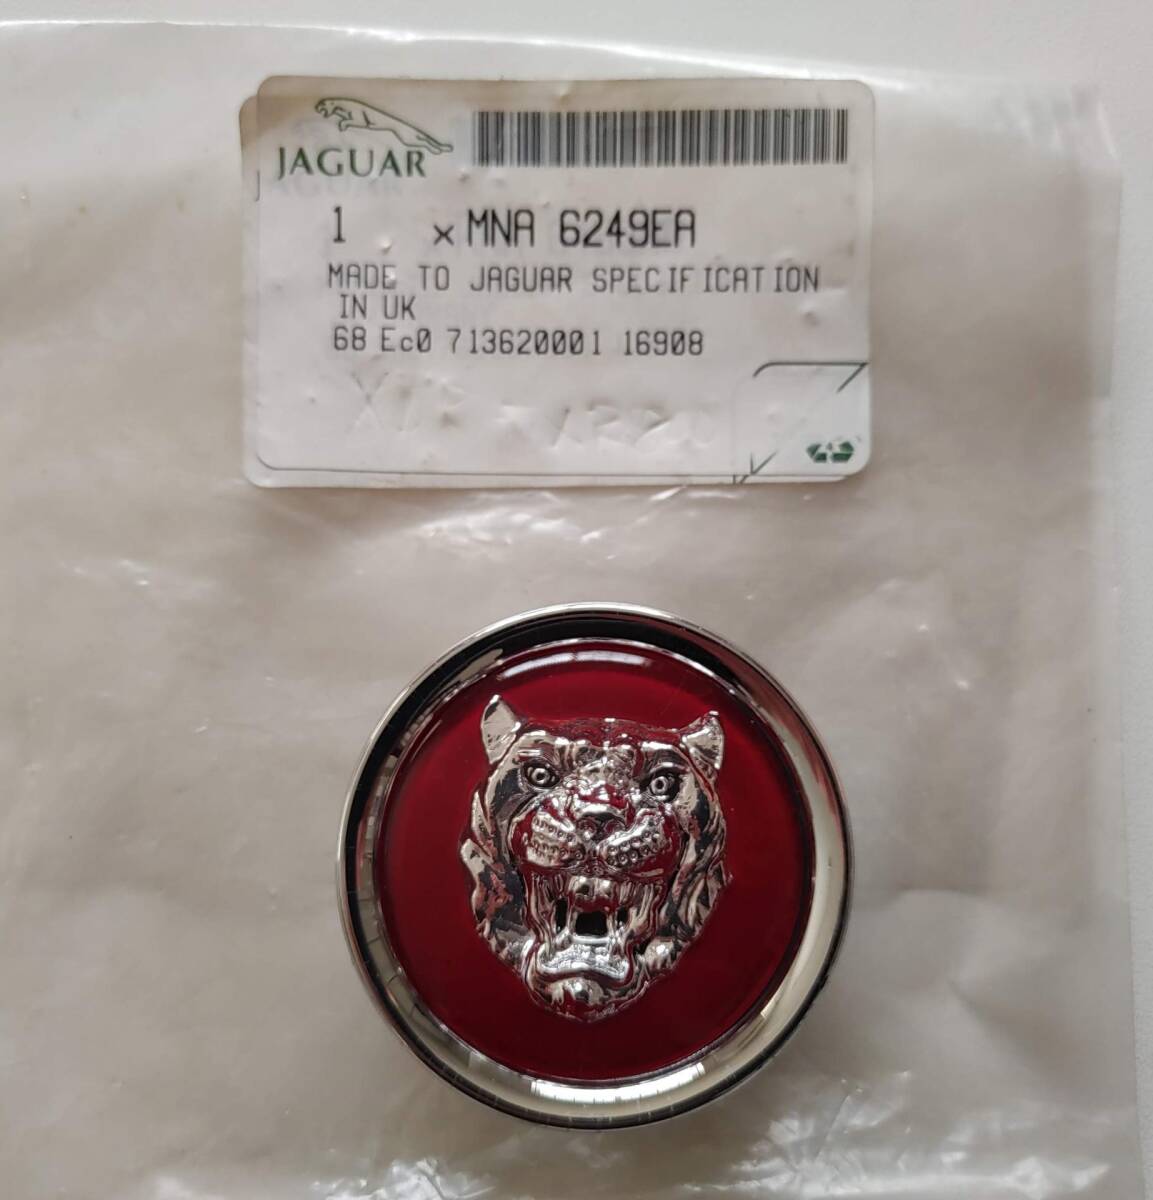 JAGUAR
1 x MNA 6249EA
MADE TO JAGUAR SPECIFICATION
IN UK
68 Ec0 713620001 16908